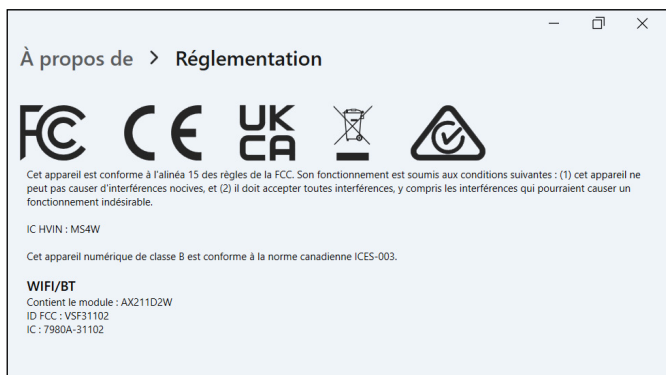 À propos de > Réglementation
FC CE UK CA
Cet appareil est conforme à l'alinéa 15 des règles de la FCC. Son fonctionnement est soumis aux conditions suivantes : (1) cet appareil ne
peut pas causer d'interférences nocives, et (2) il doit accepter toutes interférences, y compris les interférences qui pourraient causer un
fonctionnement indésirable.
IC HVIN : MS4W
Cet appareil numérique de classe B est conforme à la norme canadienne ICES-003.
WIFI/BT
Contient le module : AX211D2W
ID FCC : VSF31102
IC : 7980A-31102